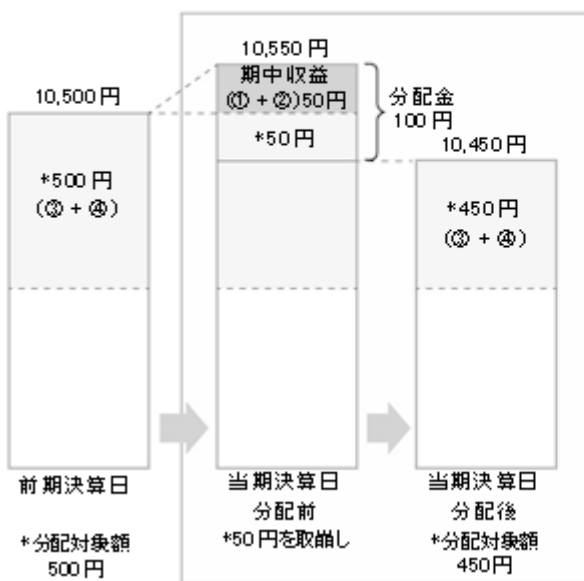 10,550円
期中収益
(①+②)50円
分配金
100円
10,500円
*50円
10,450円
*500円
(③+④)
*450円
(③+④)
前期決算日
当期決算日
分配前
当期決算日
分配後
*分配対象額
500円
*50円を取崩し
*分配対象額
450円